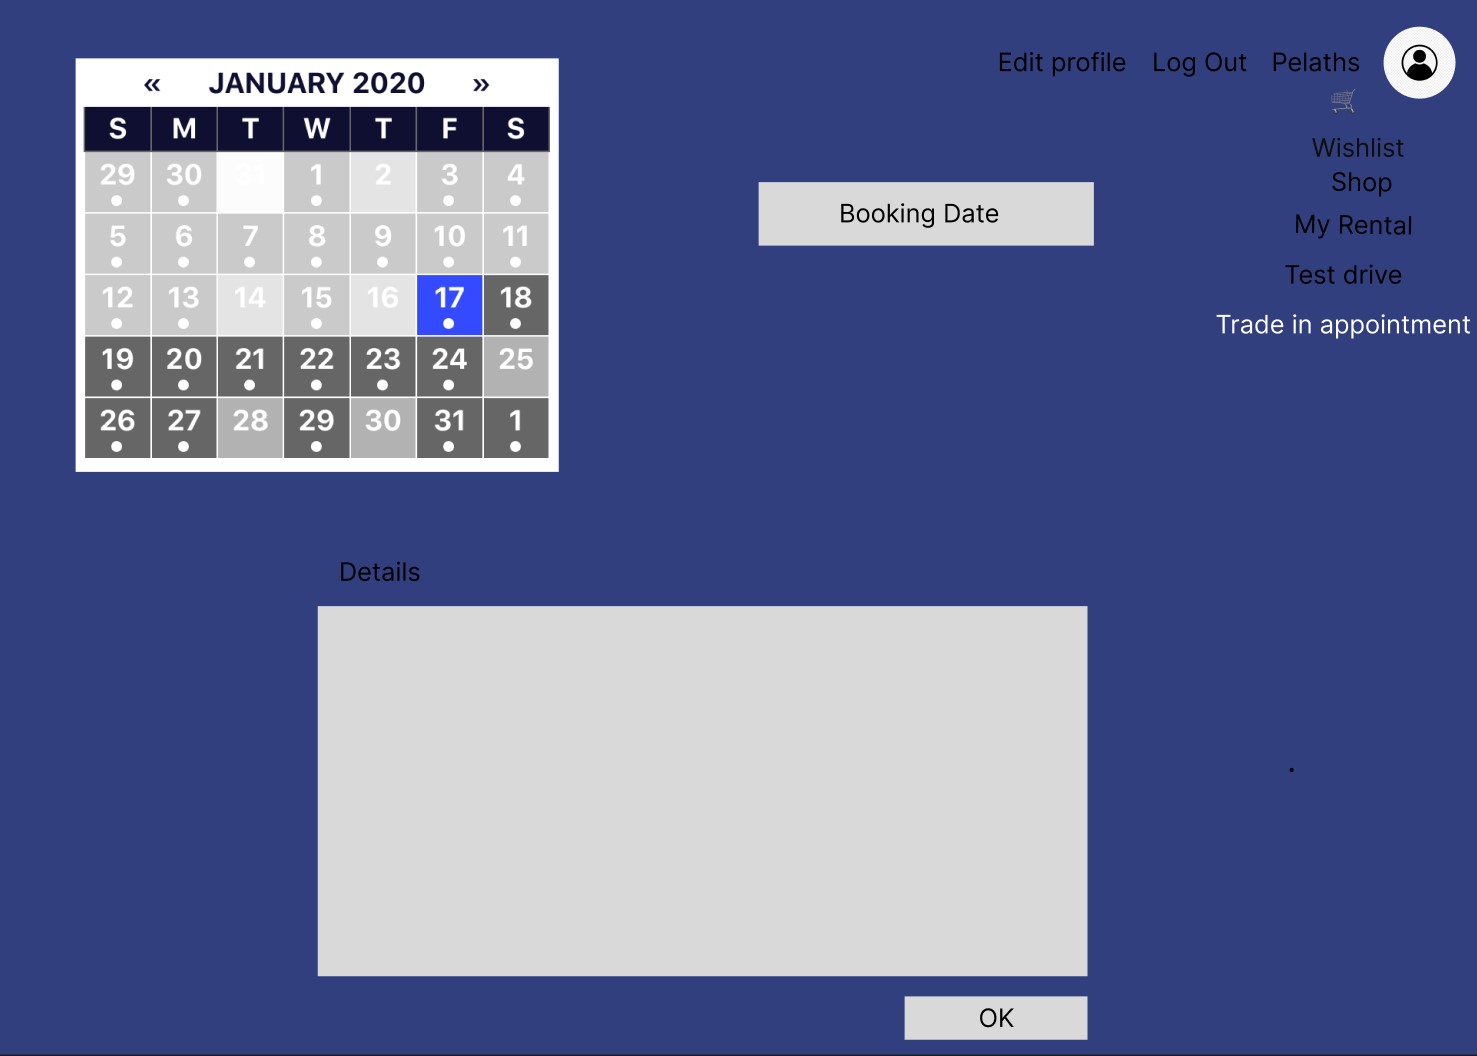 Edit profile Log Out Pelaths
« JANUARY 2020 »
S M T W T F S
29 30 31 1 2 3 4
5 6 7 8 9 10 11
12 13 14 15 16 17 18
19 20 21 22 23 24 25
26 27 28 29 30 31 1
Booking Date
Wishlist
Shop
My Rental
Test drive
Trade in appointment
Details
OK